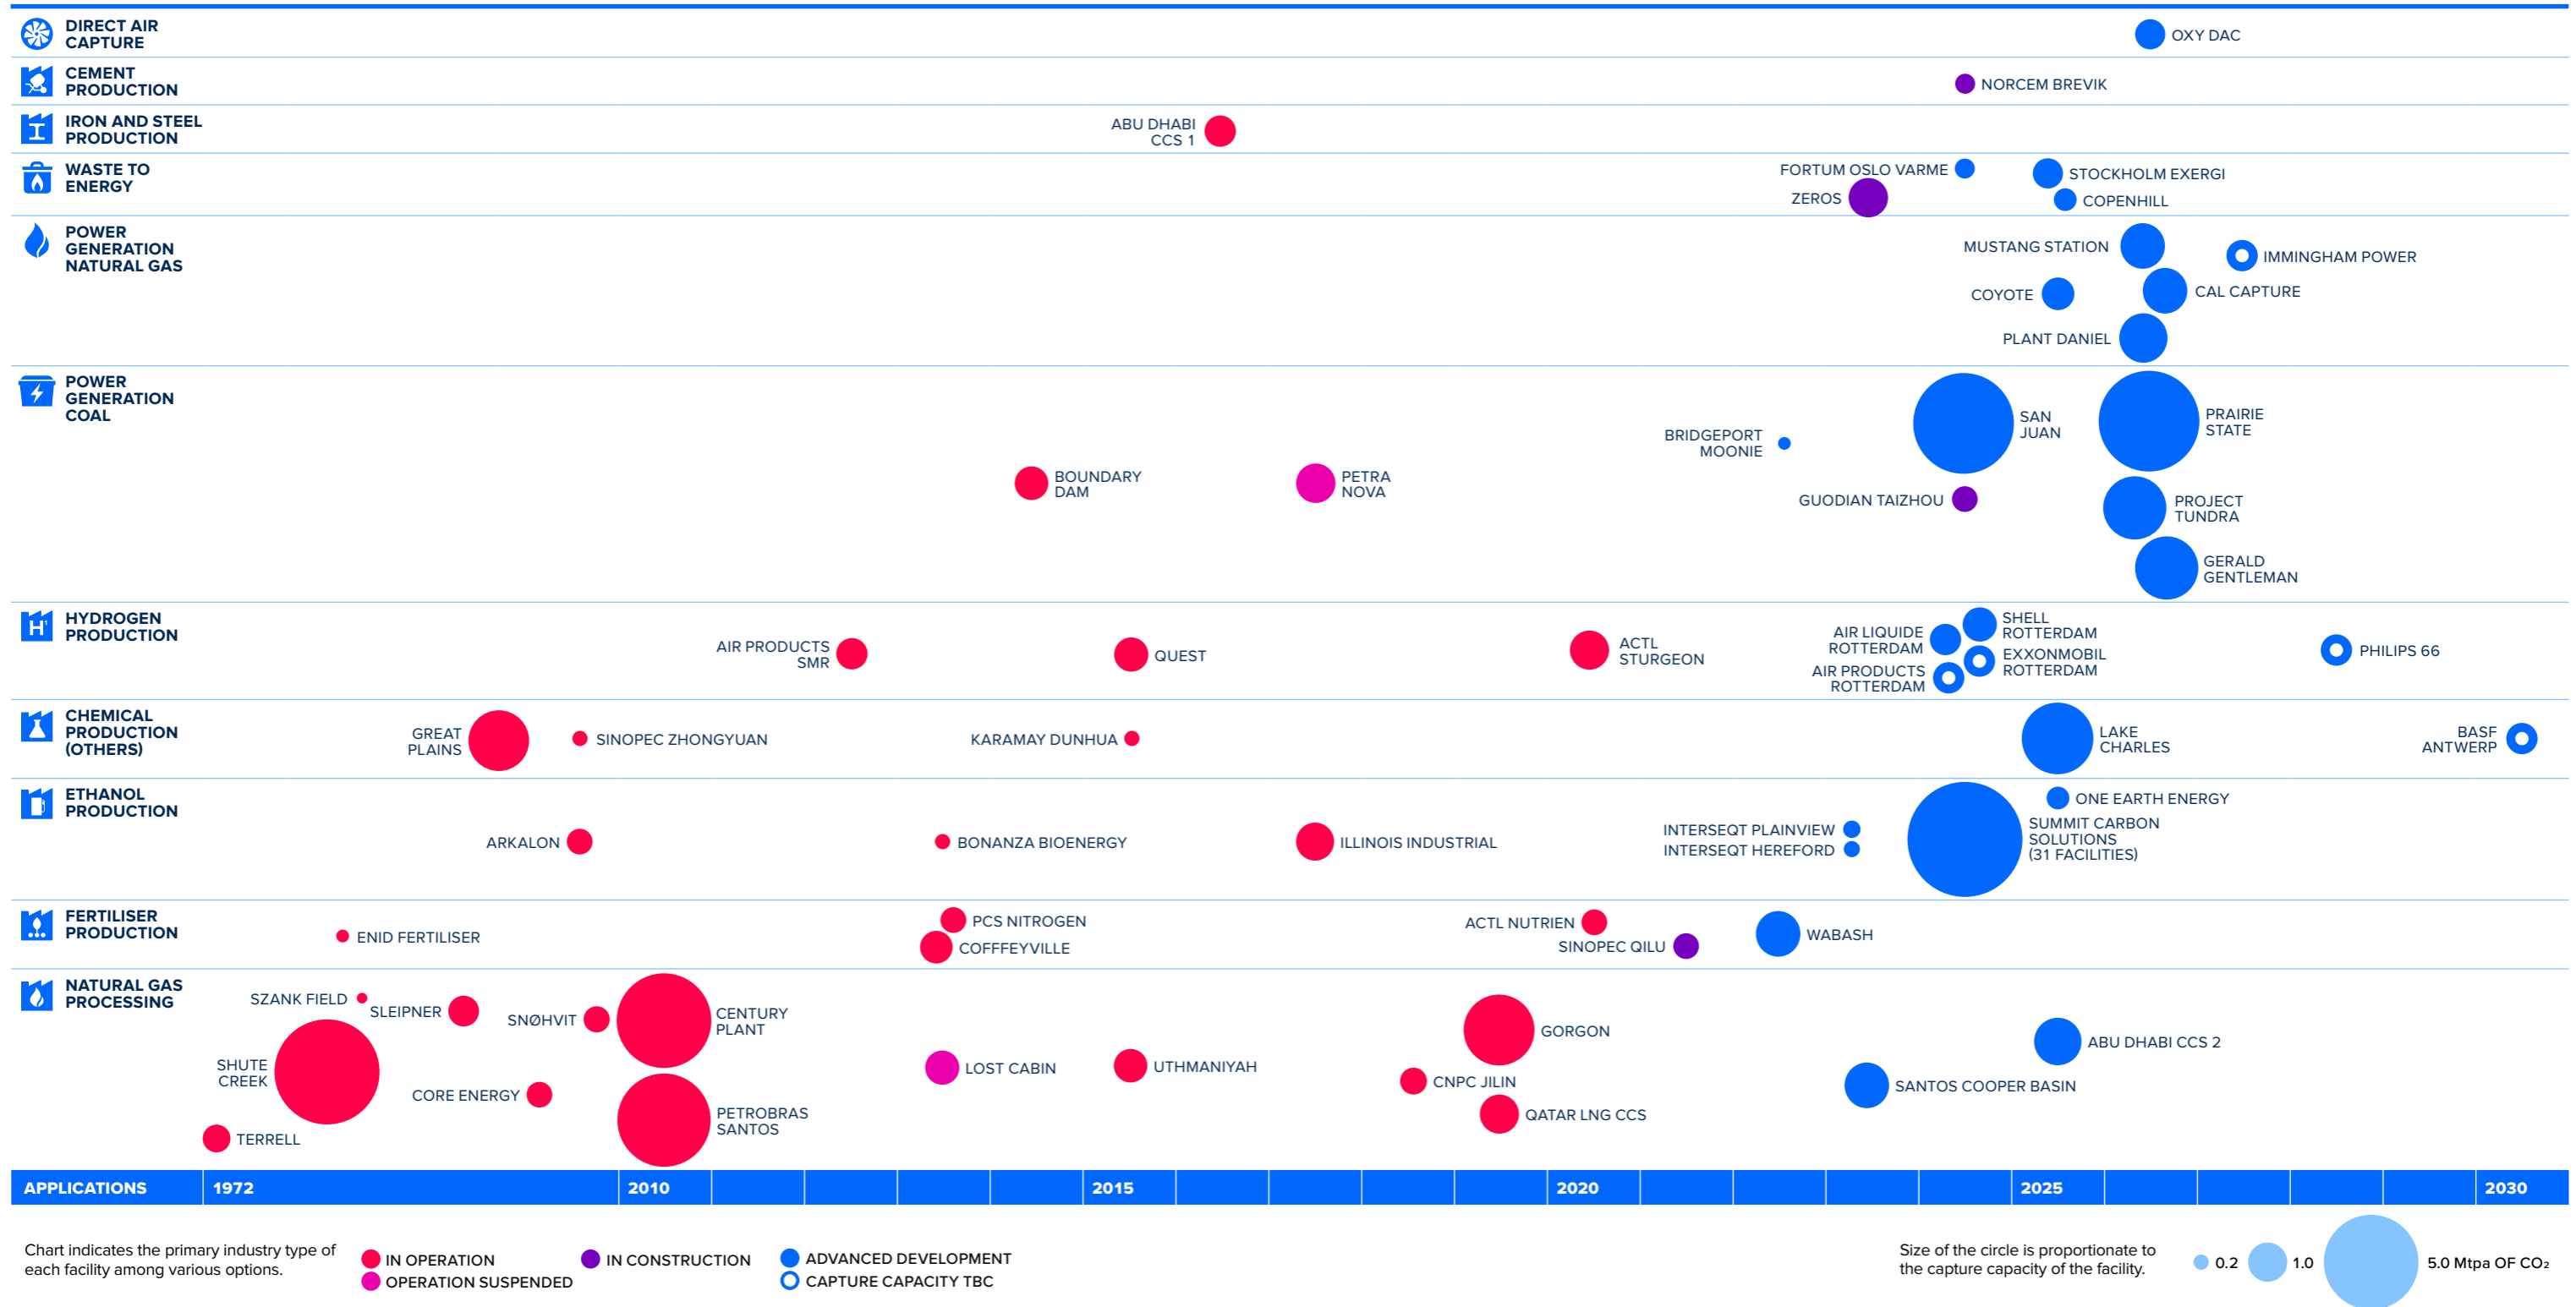 DIRECT AIR
CAPTURE
OXY DAC
CEMENT
PRODUCTION
NORCEM BREVIK
IRON AND STEEL
PRODUCTION
ABU DHABI
CCS 1
WASTE TO
ENERGY
FORTUM OSLO VARME
STOCKHOLM EXERGI
ZEROS
COPENHILL
POWER
GENERATION
NATURAL GAS
MUSTANG STATION
IMMINGHAM POWER
COYOTE
CAL CAPTURE
PLANT DANIEL
POWER
GENERATION
COAL
SAN
JUAN
PRAIRIE
STATE
BRIDGEPORT
MOONIE
BOUNDARY
DAM
PETRA
NOVA
GUODIAN TAIZHOU
PROJECT
TUNDRA
GERALD
GENTLEMAN
H
HYDROGEN
PRODUCTION
AIR PRODUCTS
SMR
QUEST
ACTL
STURGEON
AIR LIQUIDE
ROTTERDAM
SHELL
ROTTERDAM
AIR PRODUCTS
ROTTERDAM
EXXONMOBIL
ROTTERDAM
PHILIPS 66
CHEMICAL
PRODUCTION
(OTHERS)
GREAT
PLAINS
SINOPEC ZHONGYUAN
KARAMAY DUNHUA
LAKE
CHARLES
BASF
ANTWERP
ETHANOL
PRODUCTION
ARKALON
BONANZA BIOENERGY
ILLINOIS INDUSTRIAL
INTERSEQT PLAINVIEW
INTERSEQT HEREFORD
ONE EARTH ENERGY
SUMMIT CARBON
SOLUTIONS
(31 FACILITIES)
FERTILISER
PRODUCTION
ENID FERTILISER
PCS NITROGEN
COFFFEYVILLE
ACTL NUTRIEN
SINOPEC QILU
WABASH
NATURAL GAS
PROCESSING
SZANK FIELD
SLEIPNER
SNØHVIT
CENTURY
PLANT
SHUTE
CREEK
CORE ENERGY
LOST CABIN
UTHMANIYAH
GORGON
CNPC JILIN
QATAR LNG CCS
ABU DHABI CCS 2
SANTOS COOPER BASIN
PETROBRAS
SANTOS
TERRELL
APPLICATIONS 1972 2010 2015 2020 2025 2030
Chart indicates the primary industry type of
each facility among various options.
IN OPERATION
OPERATION SUSPENDED
IN CONSTRUCTION
ADVANCED DEVELOPMENT
CAPTURE CAPACITY TBC
Size of the circle is proportionate to
the capture capacity of the facility.
0.2 1.0 5.0 Mtpa OF CO₂